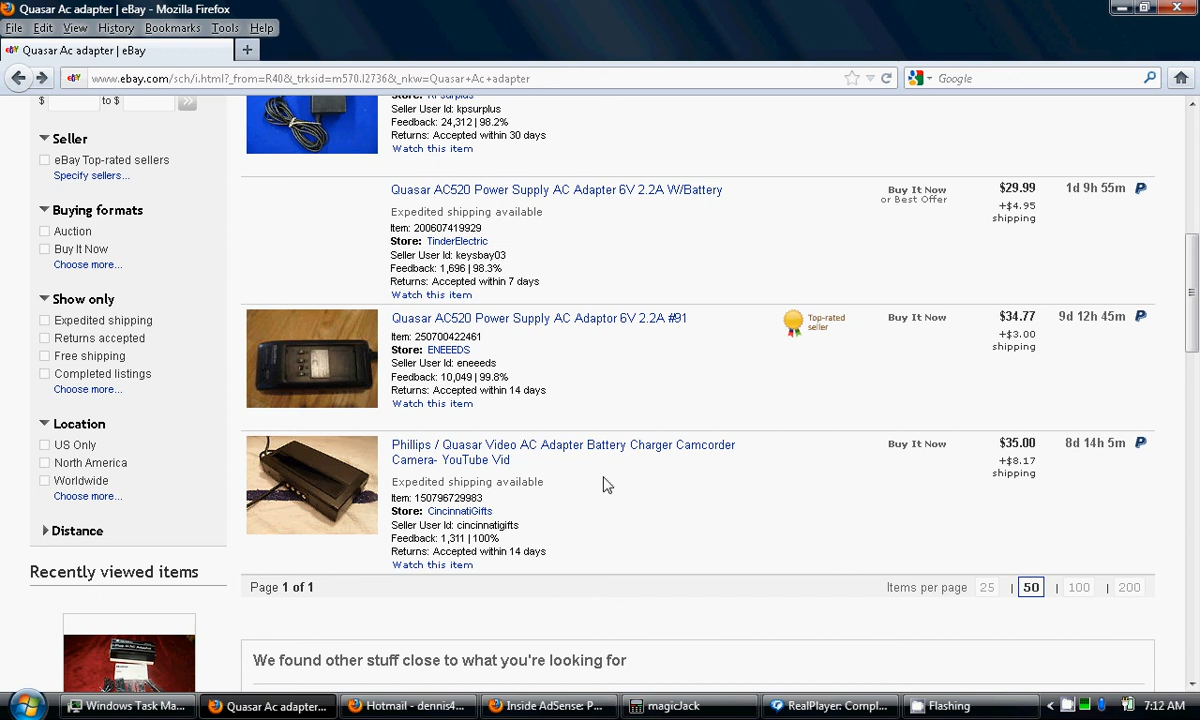 Quasar Ac adapter | eBay - Mozilla Firefox
File Edit View History Bookmarks Tools Help
Quasar Ac adapter | eBay
www.ebay.com/sch/i.html?_from=R40&_trksid=m570.l2736&_nkw=Quasar+Ac+adapter
Google
$ to $
Seller
eBay Top-rated sellers
Specify sellers...
Buying formats
Auction
Buy It Now
Choose more...
Show only
Expedited shipping
Returns accepted
Free shipping
Completed listings
Choose more...
Location
US Only
North America
Worldwide
Choose more...
Distance
Recently viewed items
Seller User Id: kpsurplus
Feedback: 24,312 | 98.2%
Returns: Accepted within 30 days
Watch this item
Quasar AC520 Power Supply AC Adapter 6V 2.2A W/Battery
Expedited shipping available
Item: 200607419929
Store: TinderElectric
Seller User Id: keysbay03
Feedback: 1,696 | 98.3%
Returns: Accepted within 7 days
Watch this item
Buy It Now
or Best Offer
$29.99
+$4.95
shipping
1d 9h 55m
Quasar AC520 Power Supply AC Adaptor 6V 2.2A #91
Item: 250700422461
Store: ENEEEDS
Seller User Id: eneeeds
Feedback: 10,049 | 99.8%
Returns: Accepted within 14 days
Watch this item
Top-rated
seller
Buy It Now
$34.77
+$3.00
shipping
9d 12h 45m
Phillips / Quasar Video AC Adapter Battery Charger Camcorder
Camera- YouTube Vid
Expedited shipping available
Item: 150796729983
Store: CincinnatiGifts
Seller User Id: cincinnatigifts
Feedback: 1,311 | 100%
Returns: Accepted within 14 days
Watch this item
Buy It Now
$35.00
+$8.17
shipping
8d 14h 5m
Page 1 of 1
Items per page 25 | 50 | 100 | 200
We found other stuff close to what you're looking for
Windows Task Ma...
Quasar Ac adapter...
Hotmail - dennis4...
Inside AdSense: P...
magicJack
RealPlayer: Compl...
Flashing
7:12 AM